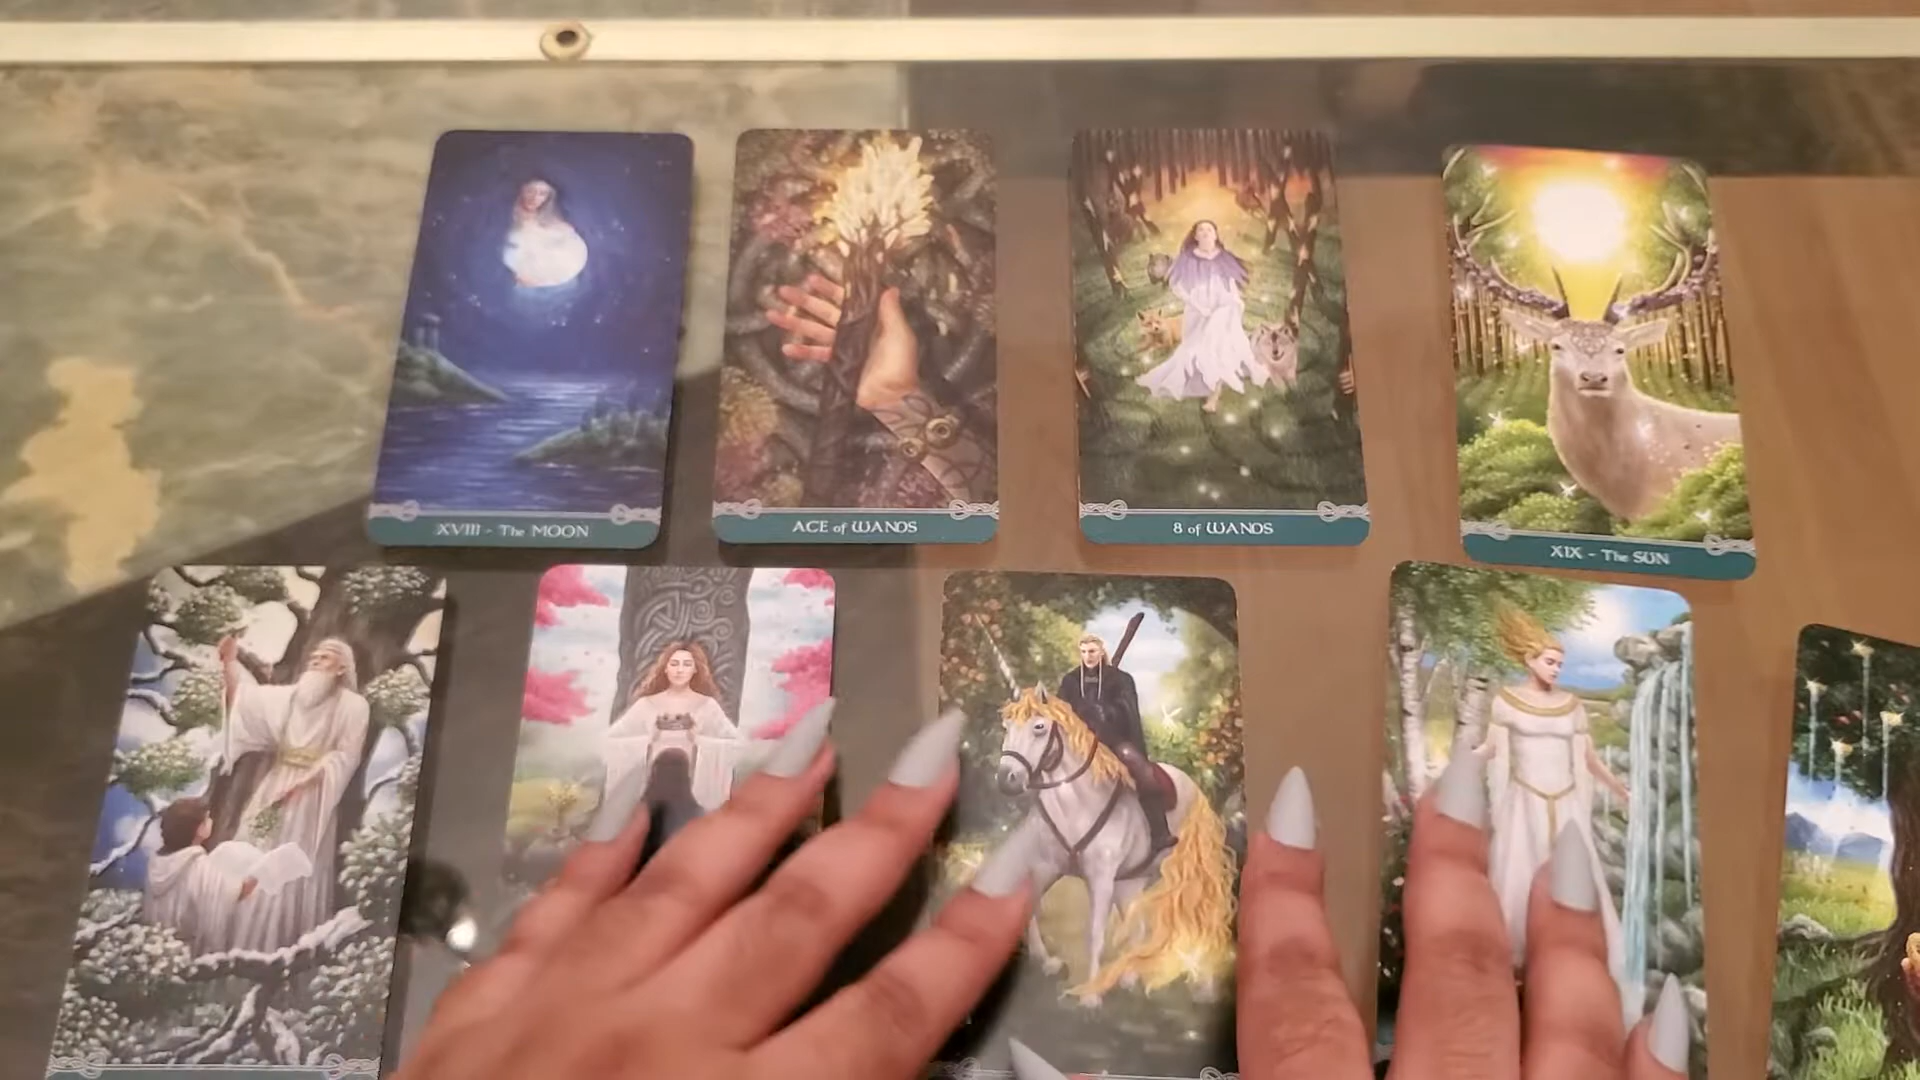 XVIII - The MOON
ACE of WANDS
8 of WANDS
XIX - The SUN